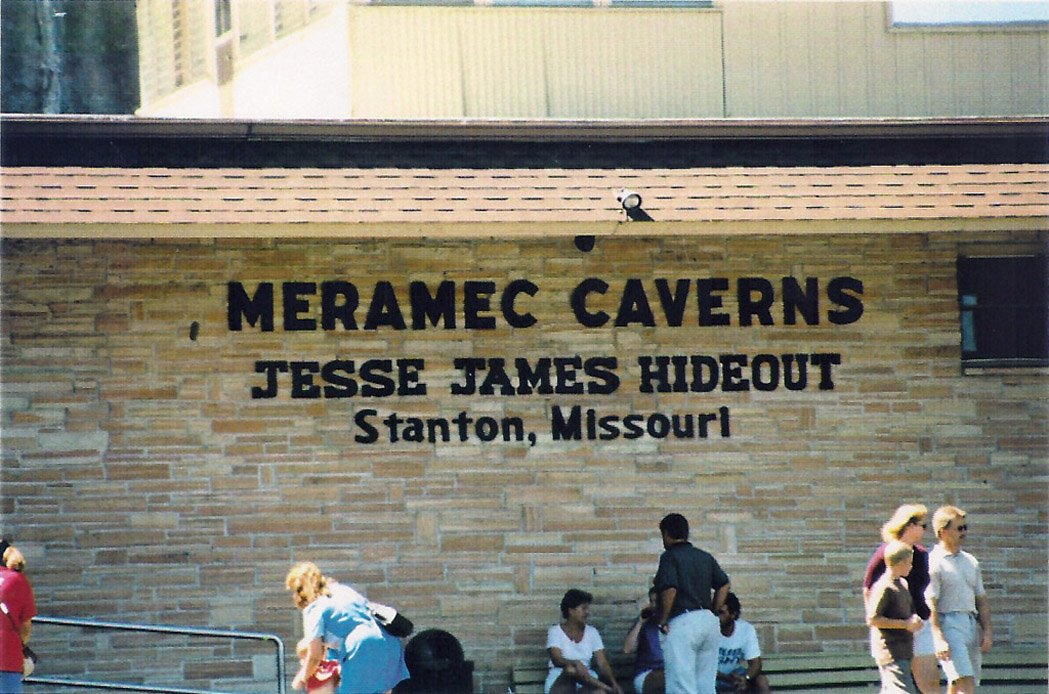 MERAMEC CAVERNS
JESSE JAMES HIDEOUT
Stanton, Missouri